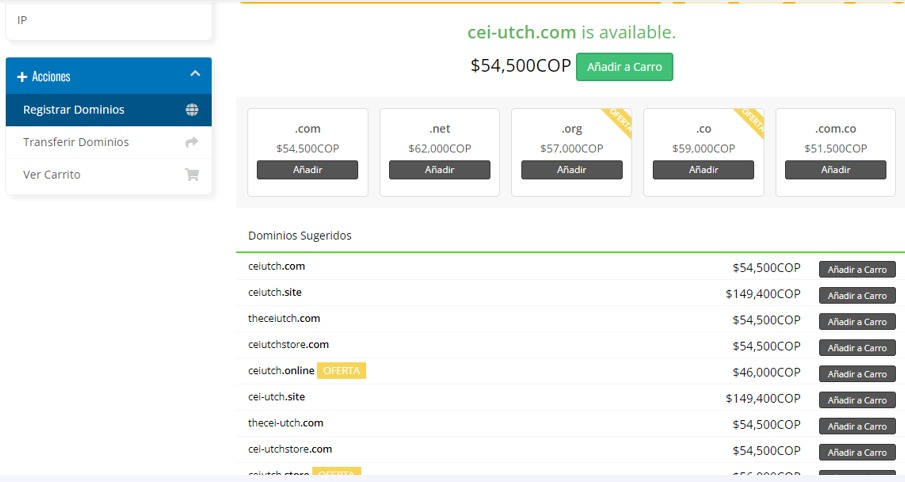 IP
Acciones
Registrar Dominios
Transferir Dominios
Ver Carrito
cei-utch.com is available.
$54,500COP Añadir a Carro
.com .net .org OFERTA .co OFERTA .com.co
$54,500COP $62,000COP $57,000COP $59,000COP $51,500COP
Añadir Añadir Añadir Añadir Añadir
Dominios Sugeridos
ceiutch.com $54,500COP Añadir a Carro
ceiutch.site $149,400COP Añadir a Carro
theceiutch.com $54,500COP Añadir a Carro
ceiutchstore.com $54,500COP Añadir a Carro
ceiutch.online OFERTA $46,000COP Añadir a Carro
cei-utch.site $149,400COP Añadir a Carro
thecei-utch.com $54,500COP Añadir a Carro
cei-utchstore.com $54,500COP Añadir a Carro
ceiutch.store OFERTA $56,000COP